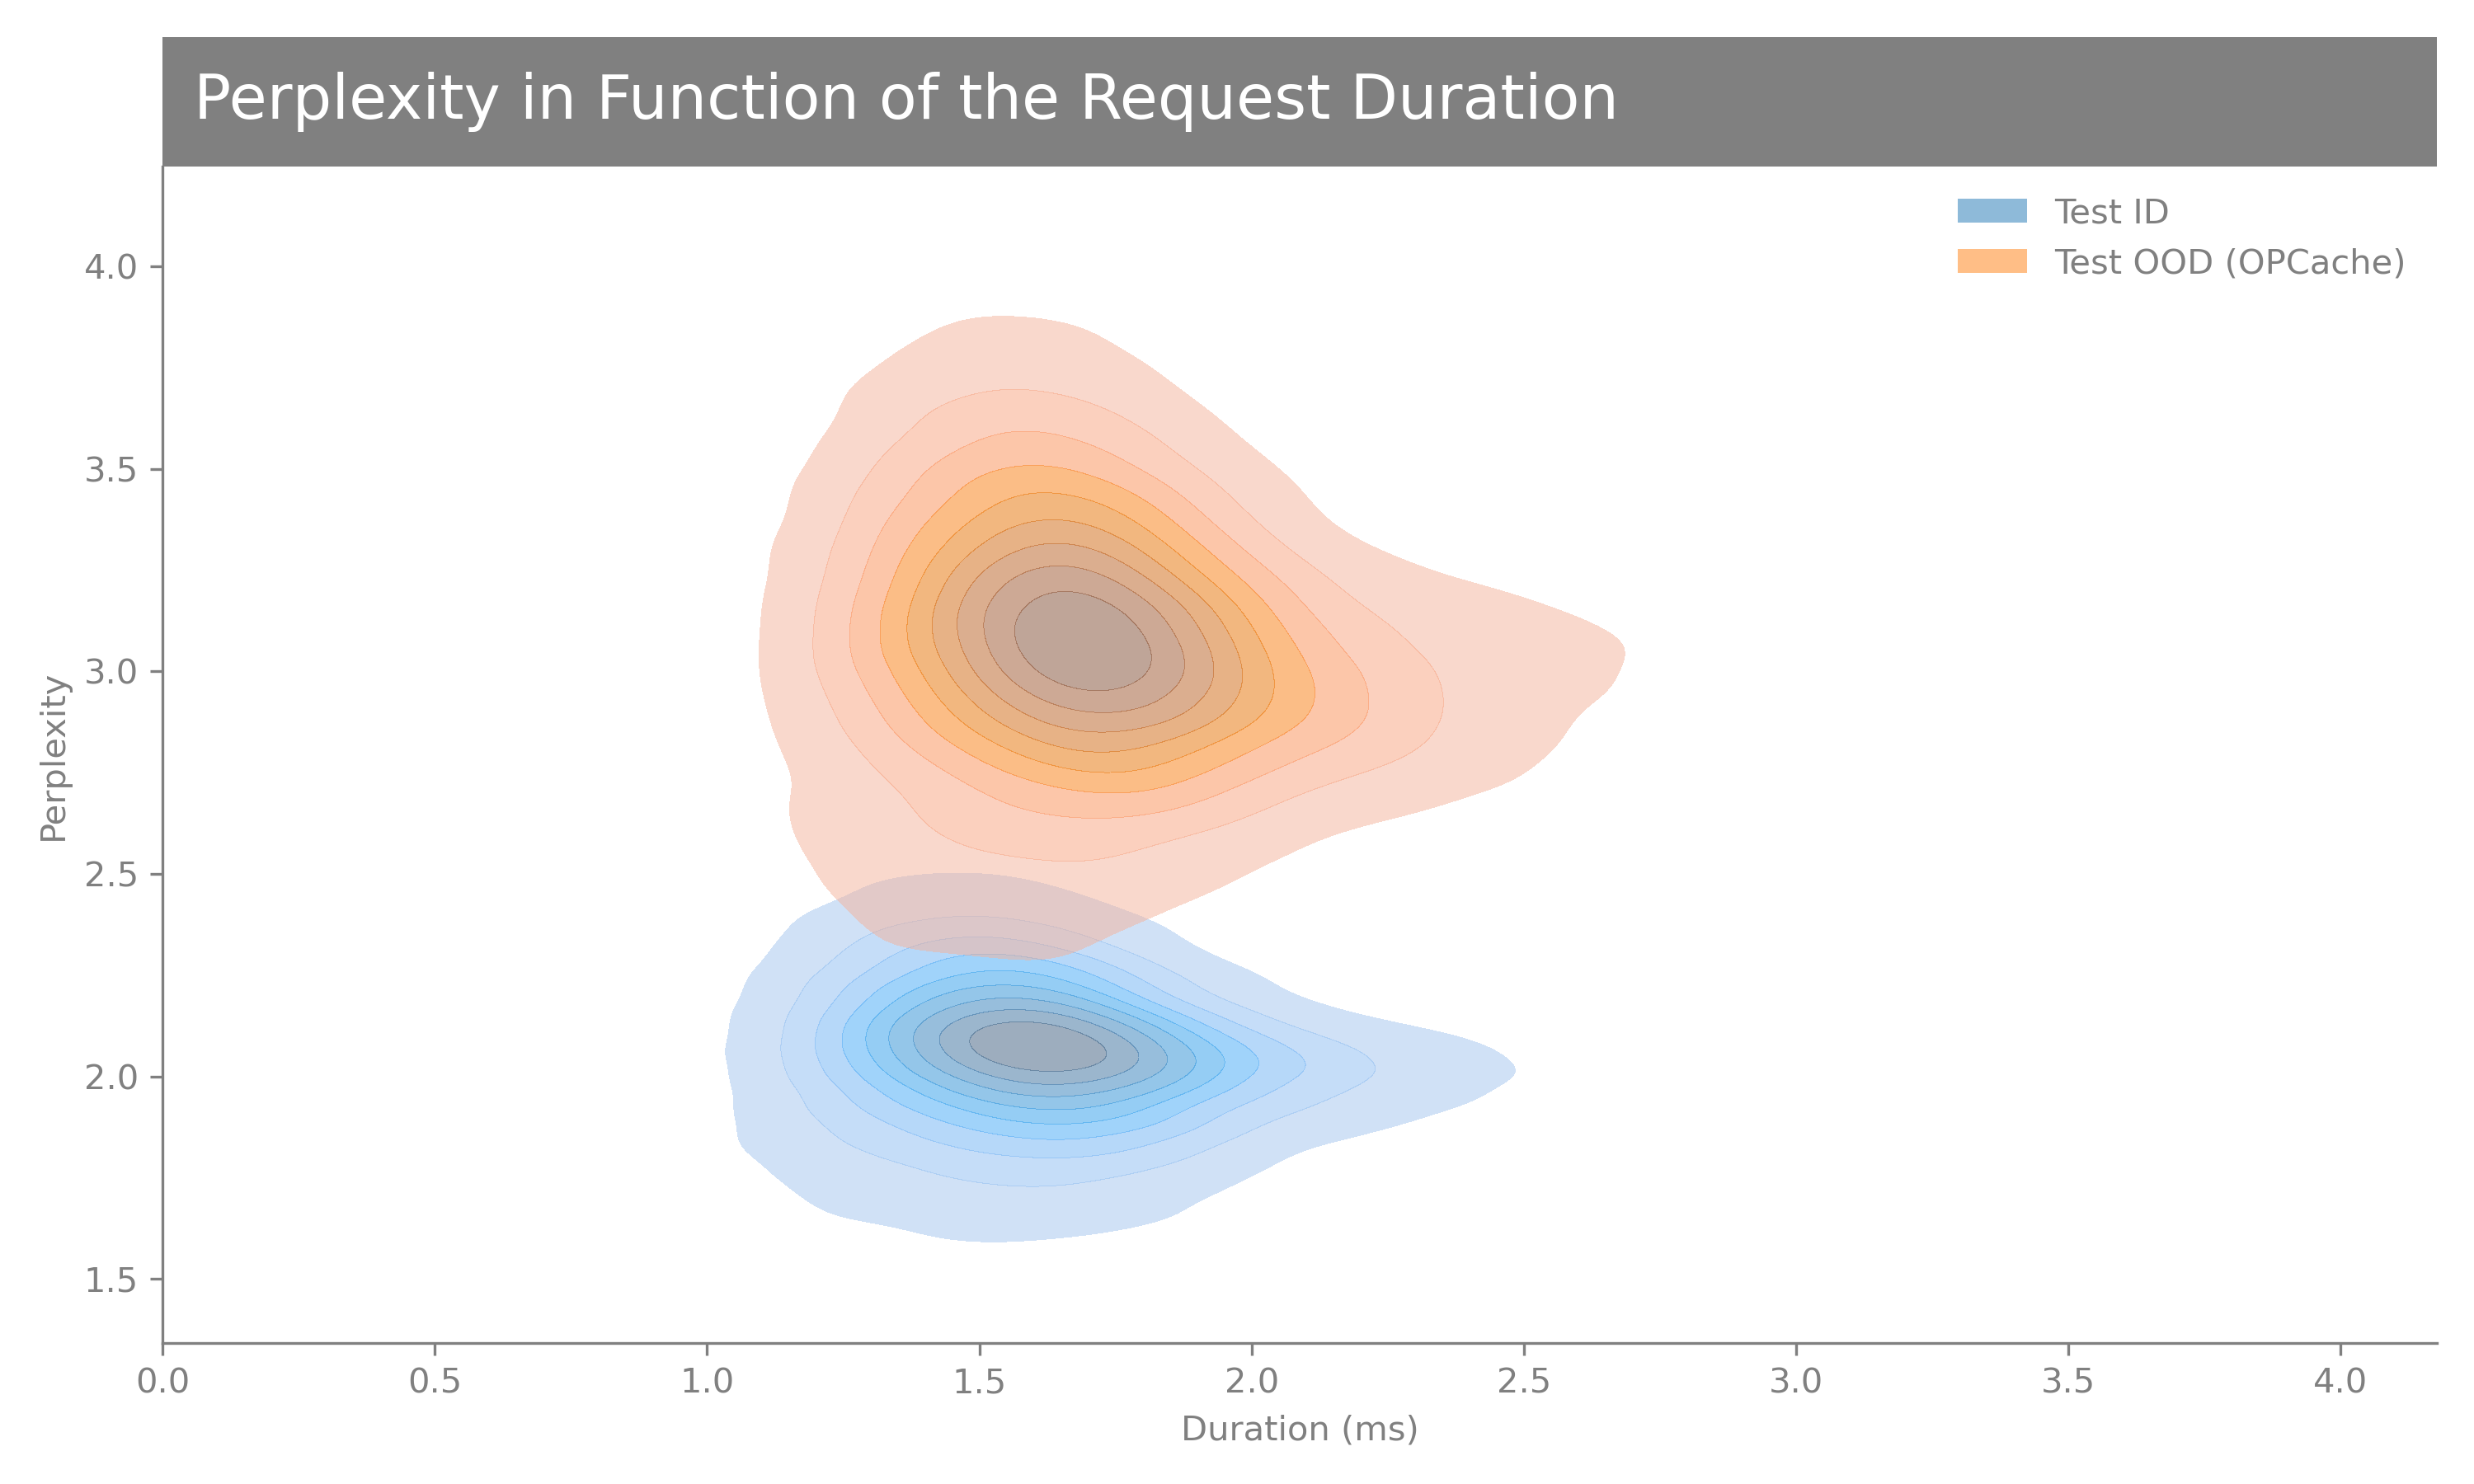 Perplexity in Function of the Request Duration
Test ID
Test OOD (OPCache)
4.0
3.5
3.0
2.5
2.0
1.5
Perplexity
0.0 0.5 1.0 1.5 2.0 2.5 3.0 3.5 4.0
Duration (ms)